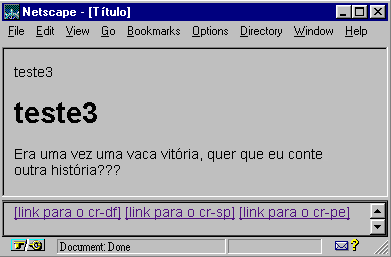 Netscape - [Título]
File Edit View Go Bookmarks Options Directory Window Help
teste3
teste3
Era uma vez uma vaca vitória, quer que eu conte
outra história???
[link para o cr-df] [link para o cr-sp] [link para o cr-pe]
Document: Done
?